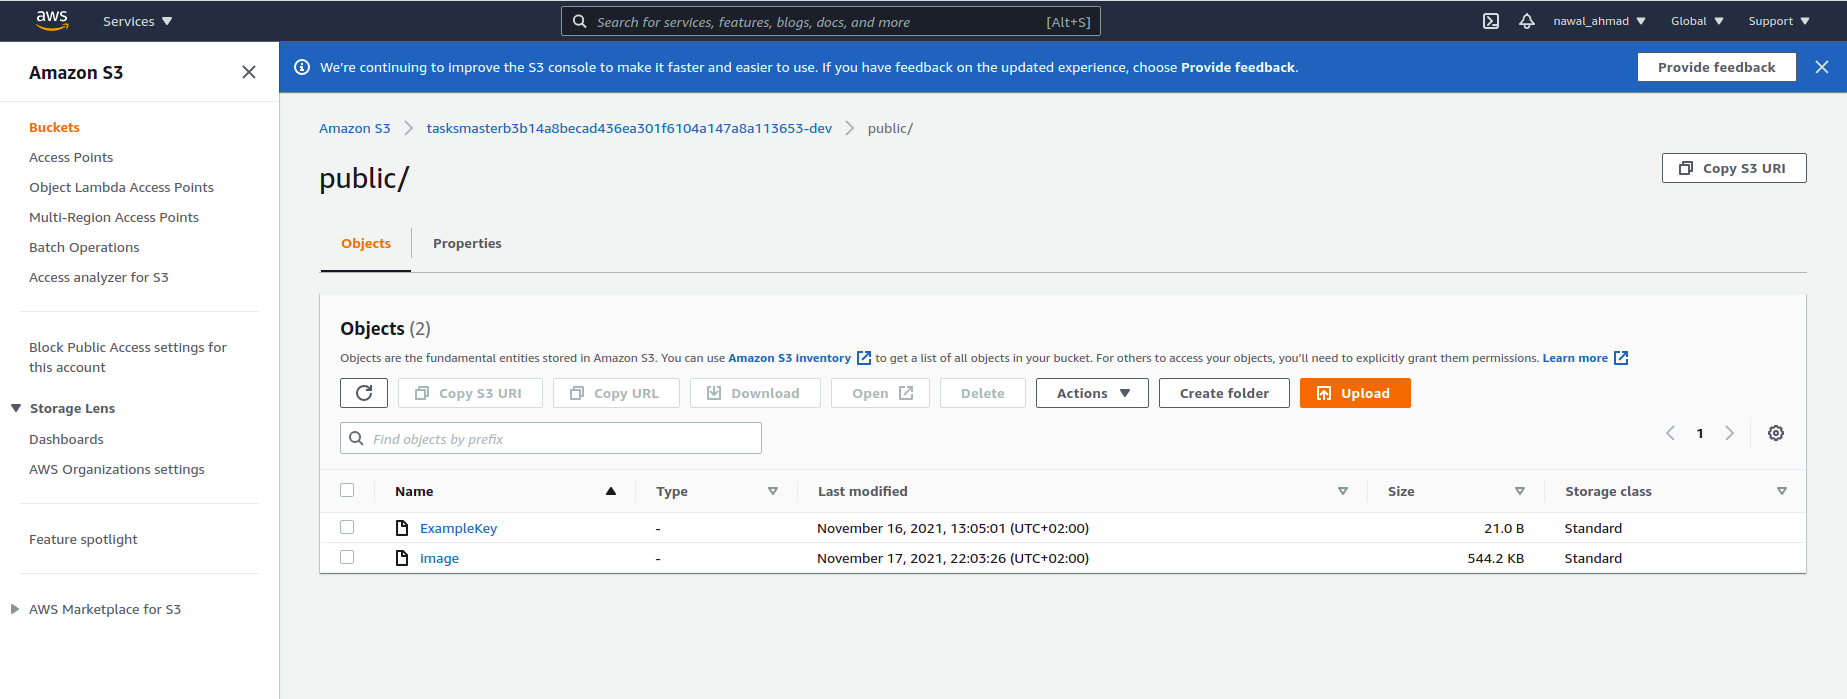 aws Services Search for services, features, blogs, docs, and more [Alt+S] nawal_ahmad Global Support
Amazon S3
We're continuing to improve the S3 console to make it faster and easier to use. If you have feedback on the updated experience, choose Provide feedback. Provide feedback
Buckets
Access Points
Object Lambda Access Points
Multi-Region Access Points
Batch Operations
Access analyzer for S3
Block Public Access settings for
this account
Storage Lens
Dashboards
AWS Organizations settings
Feature spotlight
AWS Marketplace for S3
Amazon S3 tasksmasterb3b14a8becad436ea301f6104a147a8a113653-dev public/
public/
Copy S3 URI
Objects Properties
Objects (2)
Objects are the fundamental entities stored in Amazon S3. You can use Amazon S3 inventory to get a list of all objects in your bucket. For others to access your objects, you'll need to explicitly grant them permissions. Learn more
Copy S3 URI Copy URL Download Open Delete Actions Create folder Upload
Find objects by prefix 1
Name Type Last modified Size Storage class
ExampleKey - November 16, 2021, 13:05:01 (UTC+02:00) 21.0 B Standard
image - November 17, 2021, 22:03:26 (UTC+02:00) 544.2 KB Standard